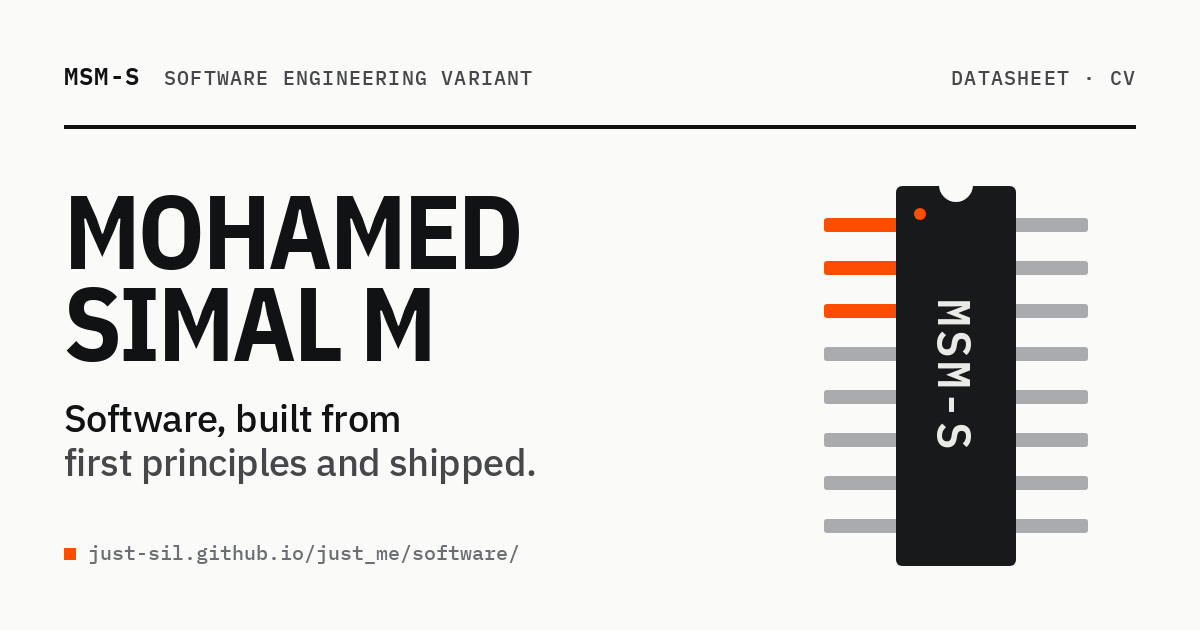 MSM-S SOFTWARE ENGINEERING VARIANT
DATASHEET · CV
MOHAMED
SIMAL M
Software, built from
first principles and shipped.
just-sil.github.io/just_me/software/
MSM-S